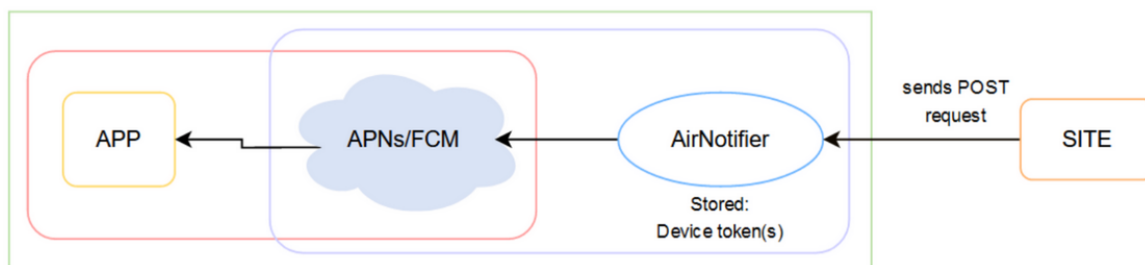 sends POST
request
APP
APNs/FCM
AirNotifier
SITE
Stored:
Device token(s)